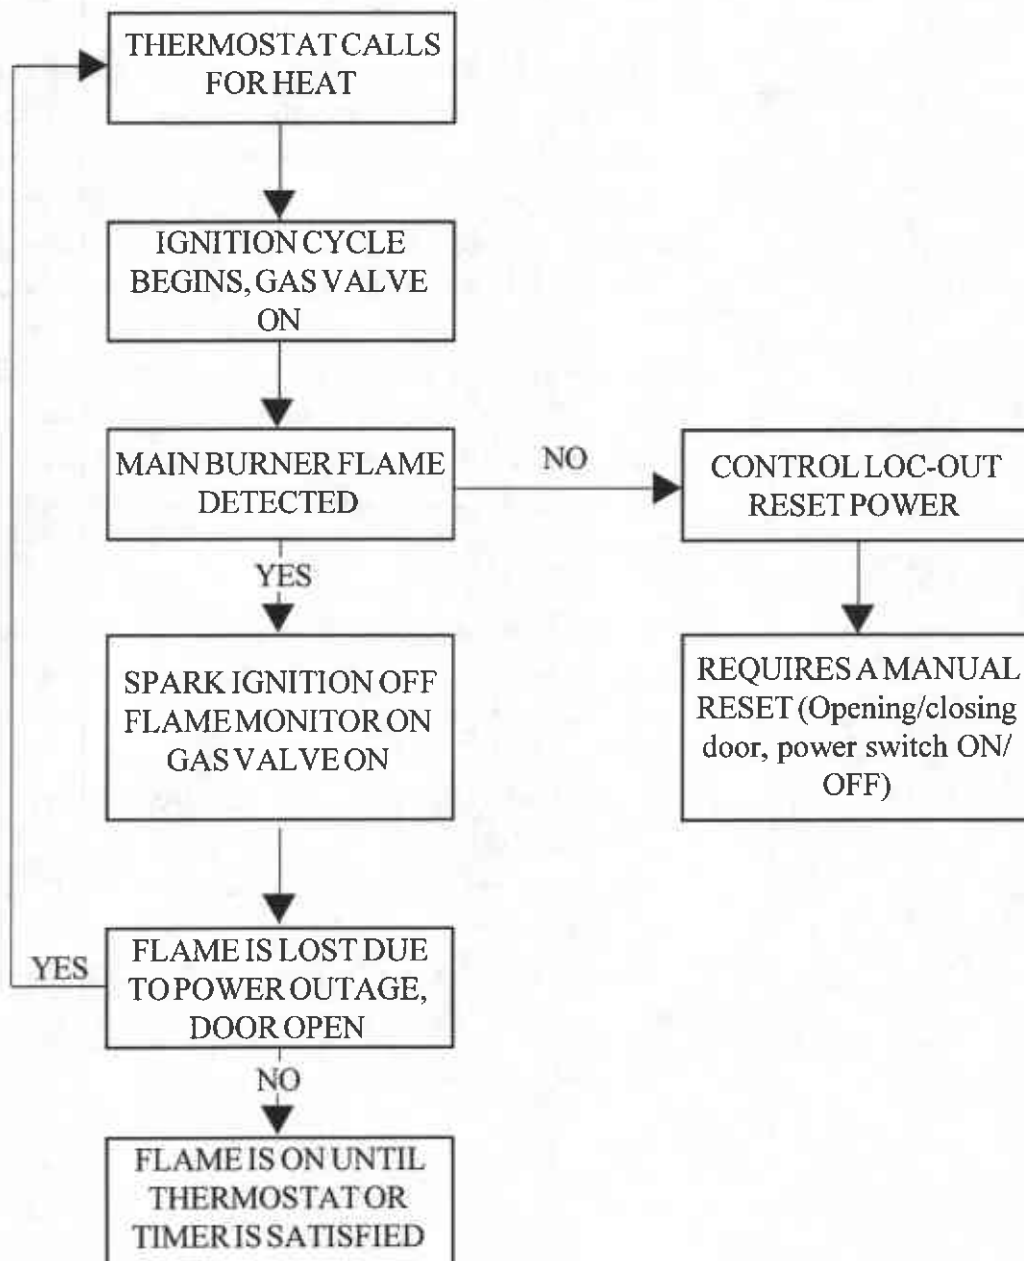 THERMOSTAT CALLS
FOR HEAT
IGNITION CYCLE
BEGINS, GAS VALVE
ON
MAIN BURNER FLAME
DETECTED
NO
CONTROL LOC-OUT
RESET POWER
YES
SPARK IGNITION OFF
FLAME MONITOR ON
GAS VALVE ON
REQUIRES A MANUAL
RESET (Opening/closing
door, power switch ON/
OFF)
YES
FLAME IS LOST DUE
TO POWER OUTAGE,
DOOR OPEN
NO
FLAME IS ON UNTIL
THERMOSTAT OR
TIMER IS SATISFIED